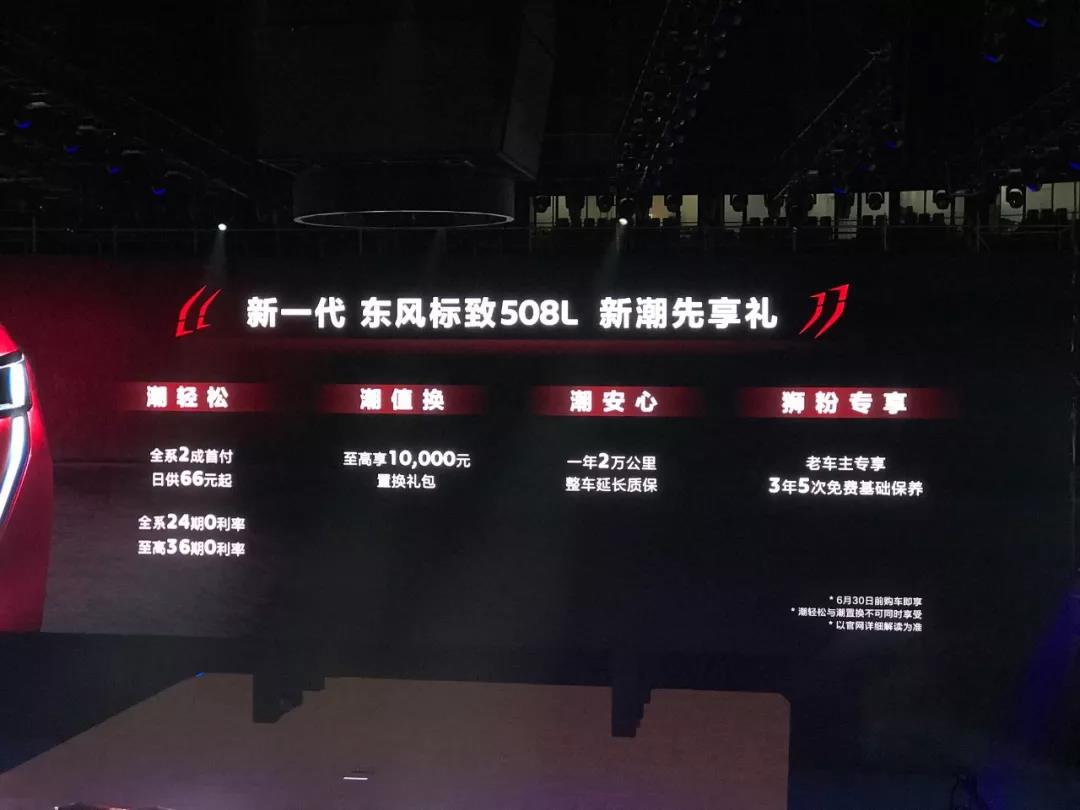 新一代 东风标致508L 新潮先享礼
潮轻松
全系2成首付
日供66元起
全系24期0利率
至高36期0利率
潮值换
至高享10,000元
置换礼包
潮安心
一年2万公里
整车延长质保
狮粉专享
老车主专享
3年5次免费基础保养
* 6月30日前购车即享
* 潮轻松与潮置换不可同时享受
* 以官网详细解读为准